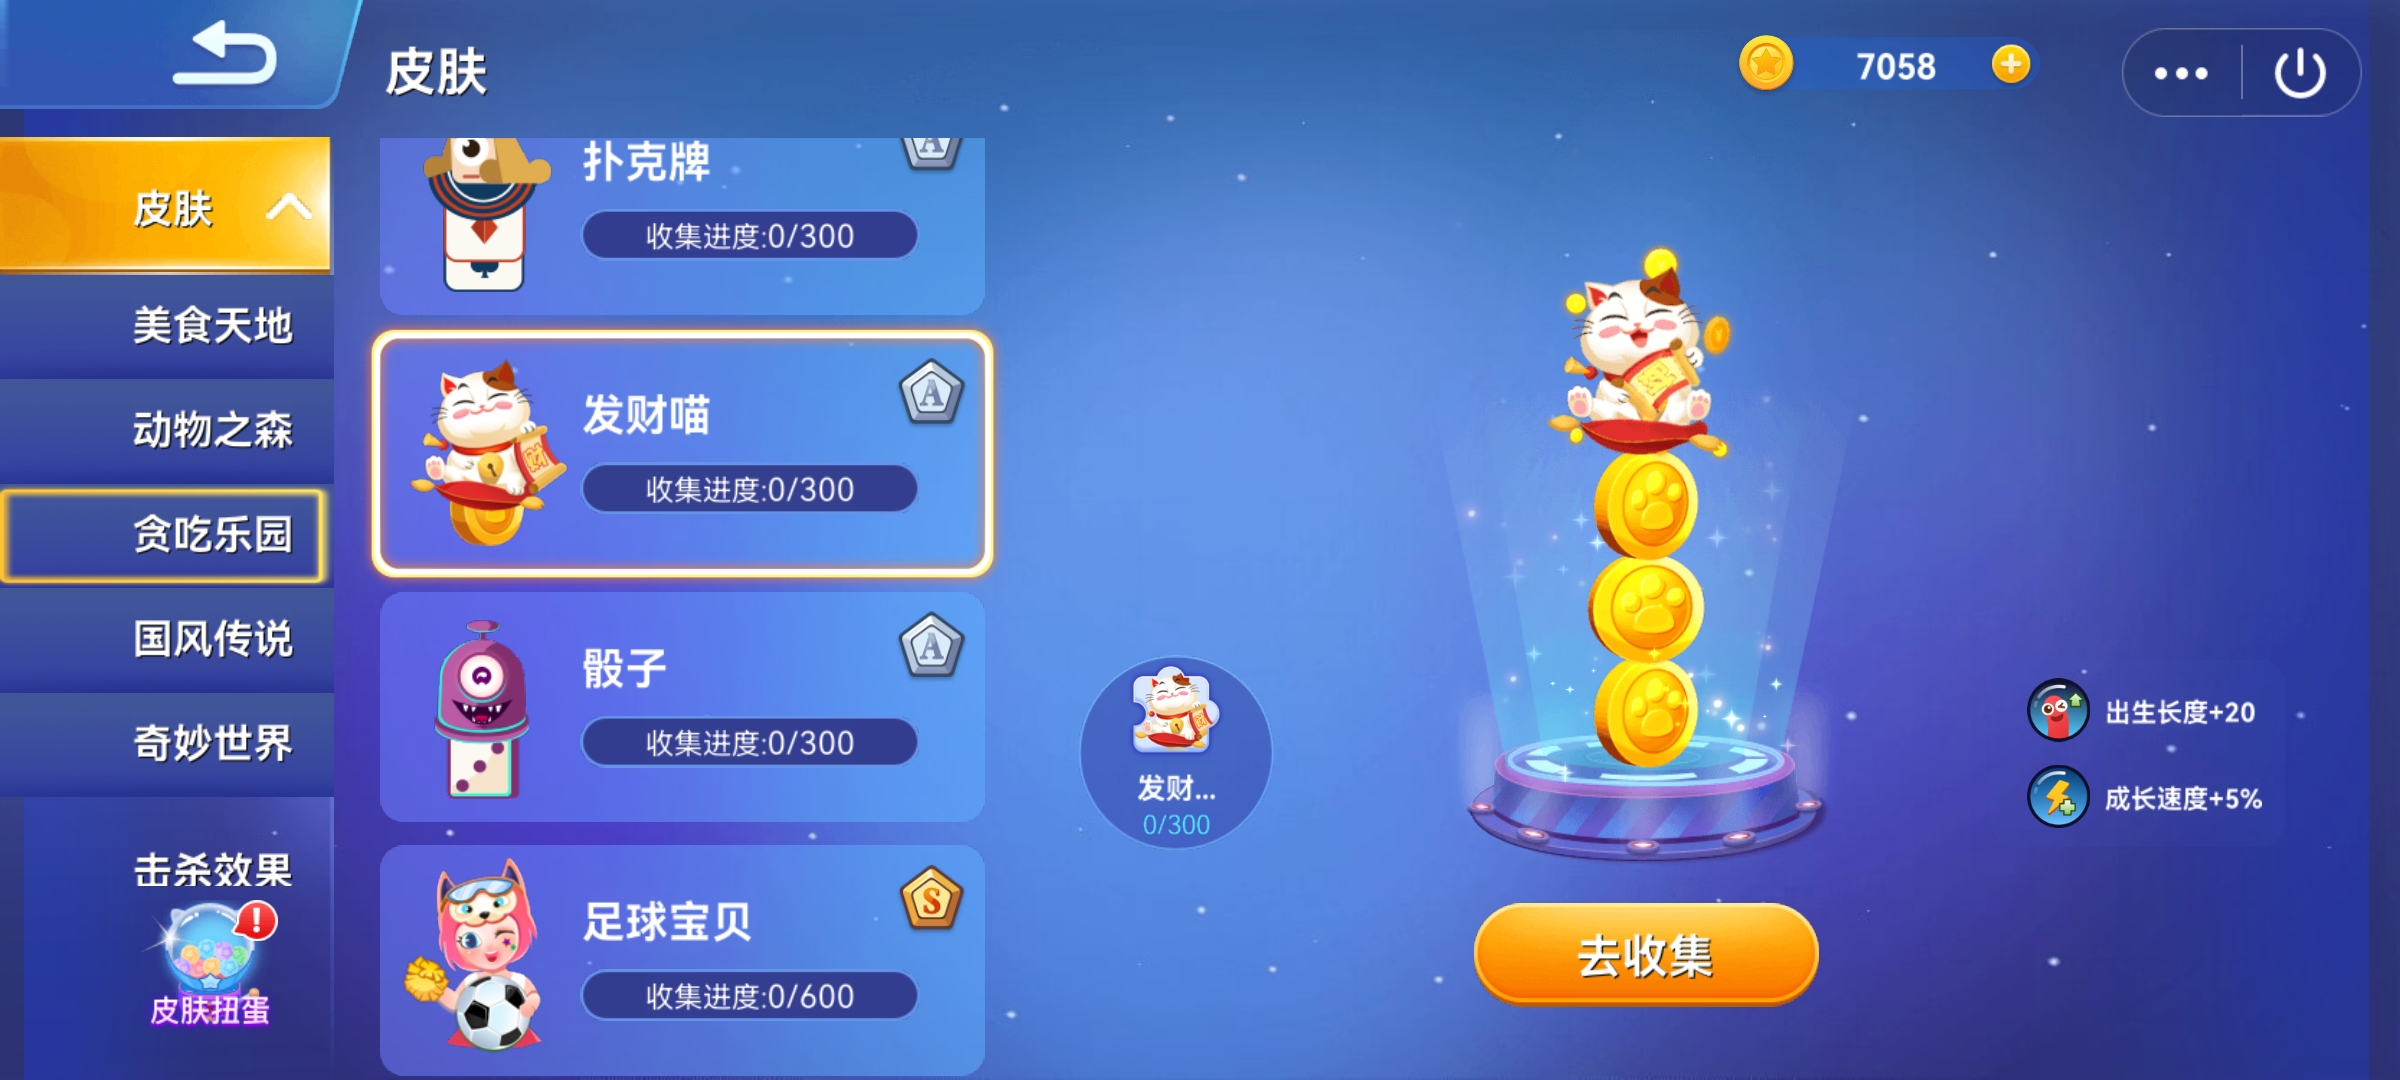 皮肤
7058
皮肤
美食天地
动物之森
贪吃乐园
国风传说
奇妙世界
击杀效果
皮肤扭蛋
扑克牌
A
收集进度:0/300
发财喵
A
收集进度:0/300
财
骰子
A
收集进度:0/300
足球宝贝
S
收集进度:0/600
发财...
0/300
出生长度+20
成长速度+5%
去收集